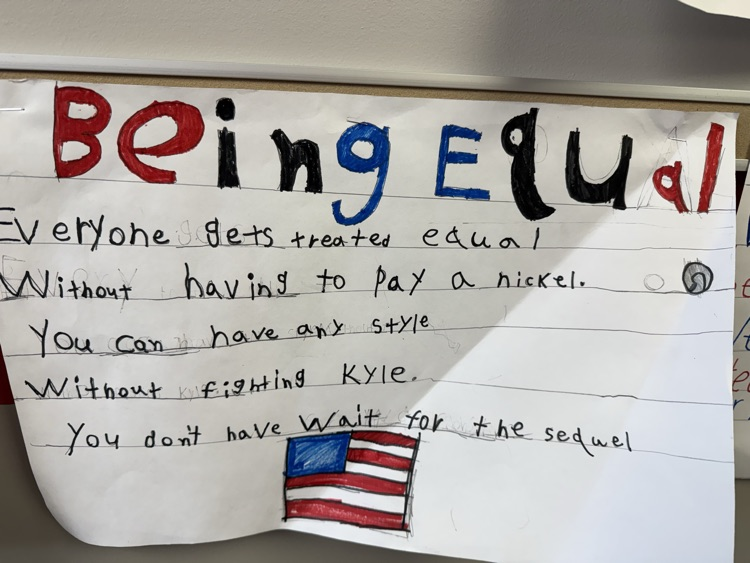 Being Equal
Everyone gets treated equal
Without having to pay a nickel.
You can have any style
Without fighting Kyle.
You don't have wait for the sequel